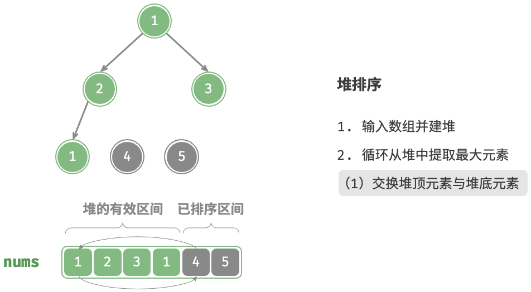 1
2
3
1
4
5
堆的有效区间
已排序区间
nums
1 2 3 1 4 5
堆排序
1. 输入数组并建堆
2. 循环从堆中提取最大元素
（1）交换堆顶元素与堆底元素